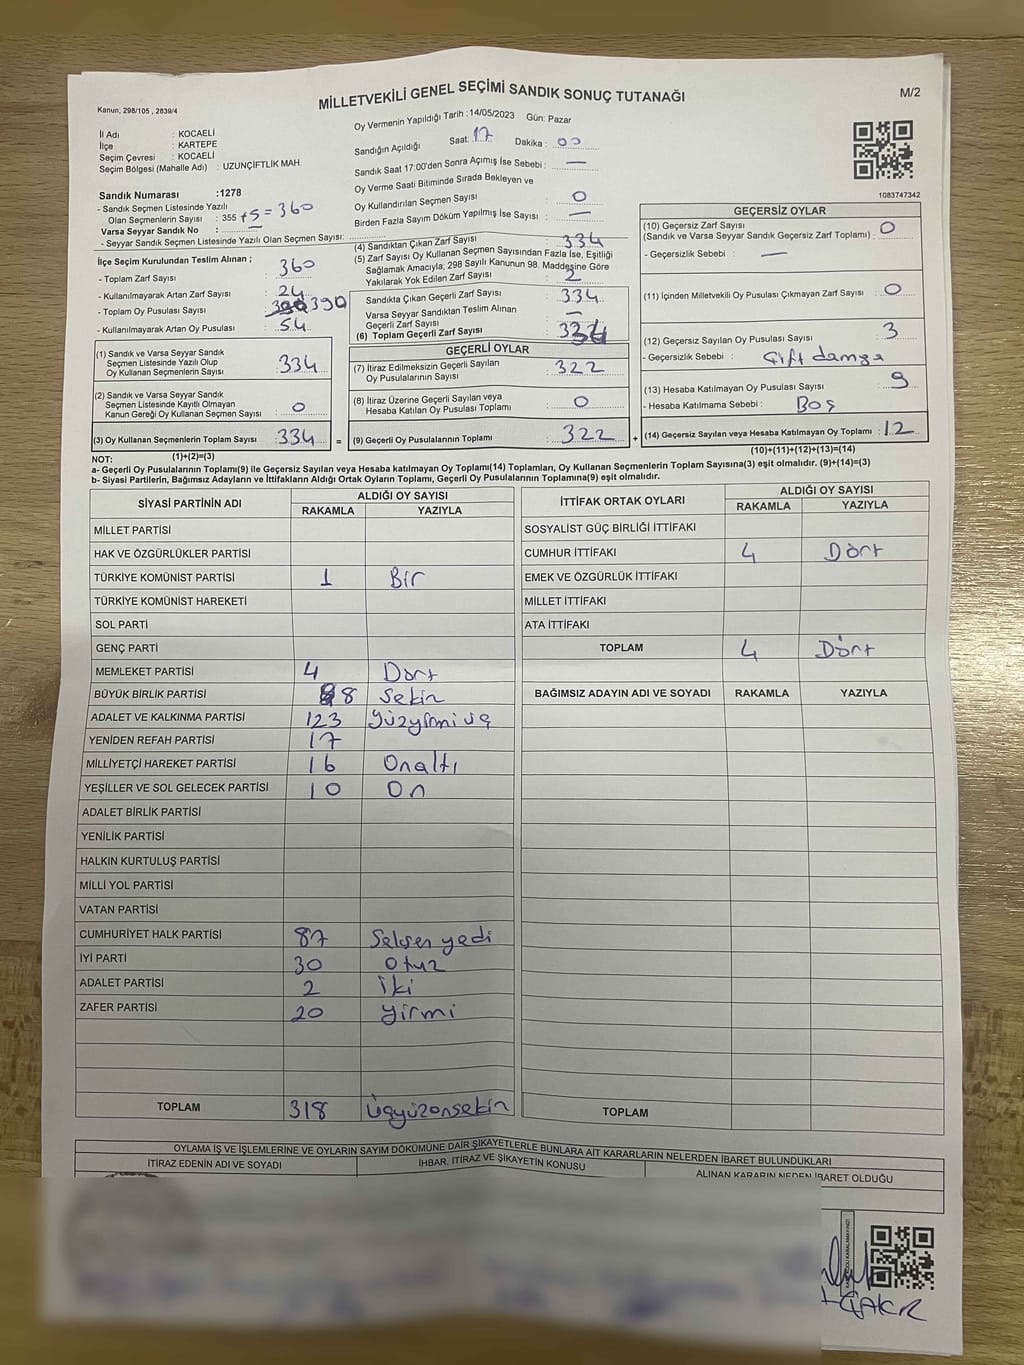 MİLLETVEKİLİ GENEL SEÇİMİ SANDIK SONUÇ TUTANAĞI
M/2
Kanun; 298/105 , 2839/4
İl Adı : KOCAELİ
İlçe : KARTEPE
Seçim Çevresi : KOCAELİ
Seçim Bölgesi (Mahalle Adı) : UZUNÇİFTLİK MAH.
Sandık Numarası :1278
- Sandık Seçmen Listesinde Yazılı
Olan Seçmenlerin Sayısı : 355 +5=360
Varsa Seyyar Sandık No : —
- Seyyar Sandık Seçmen Listesinde Yazılı Olan Seçmen Sayısı:
İlçe Seçim Kurulundan Teslim Alınan ;
- Toplam Zarf Sayısı : 360
- Kullanılmayarak Artan Zarf Sayısı : 24
- Toplam Oy Pusulası Sayısı : 390
- Kullanılmayarak Artan Oy Pusulası : 54
(1) Sandık ve Varsa Seyyar Sandık
Seçmen Listesinde Yazılı Olup
Oy Kullanan Seçmenlerin Sayısı : 334
(2) Sandık ve Varsa Seyyar Sandık
Seçmen Listesinde Kayıtlı Olmayan
Kanun Gereği Oy Kullanan Seçmen Sayısı : 0
(3) Oy Kullanan Seçmenlerin Toplam Sayısı :334 =
Oy Vermenin Yapıldığı Tarih :14/05/2023 Gün: Pazar
Sandığın Açıldığı Saat: 17 Dakika : 00
Sandık Saat 17:00'den Sonra Açımış İse Sebebi : —
Oy Verme Saati Bitiminde Sırada Bekleyen ve
Oy Kullandırılan Seçmen Sayısı : 0
Birden Fazla Sayım Döküm Yapılmış İse Sayısı : —
(4) Sandıktan Çıkan Zarf Sayısı : 334
(5) Zarf Sayısı Oy Kullanan Seçmen Sayısından Fazla İse, Eşitliği
Sağlamak Amacıyla; 298 Sayılı Kanunun 98. Maddesine Göre
Yakılarak Yok Edilen Zarf Sayısı : 2
Sandıkta Çıkan Geçerli Zarf Sayısı : 334
Varsa Seyyar Sandıktan Teslim Alınan
Geçerli Zarf Sayısı : —
(6) Toplam Geçerli Zarf Sayısı : 334
GEÇERLİ OYLAR
(7) İtiraz Edilmeksizin Geçerli Sayılan
Oy Pusulalarının Sayısı : 322
(8) İtiraz Üzerine Geçerli Sayılan veya
Hesaba Katılan Oy Pusulası Toplamı : 0
(9) Geçerli Oy Pusulalarının Toplamı : 322 +
1083747342
GEÇERSİZ OYLAR
(10) Geçersiz Zarf Sayısı
(Sandık ve Varsa Seyyar Sandık Geçersiz Zarf Toplamı) : 0
- Geçersizlik Sebebi : —
(11) İçinden Milletvekili Oy Pusulası Çıkmayan Zarf Sayısı : 0
(12) Geçersiz Sayılan Oy Pusulası Sayısı : 3
- Geçersizlik Sebebi : Çift damga
(13) Hesaba Katılmayan Oy Pusulası Sayısı : 9
- Hesaba Katılmama Sebebi : Boş
(14) Geçersiz Sayılan veya Hesaba Katılmayan Oy Toplamı : 12
NOT: (1)+(2)=(3) (10)+(11)+(12)+(13)=(14)
a- Geçerli Oy Pusulalarının Toplamı(9) ile Geçersiz Sayılan veya Hesaba katılmayan Oy Toplamı(14) Toplamları, Oy Kullanan Seçmenlerin Toplam Sayısına(3) eşit olmalıdır. (9)+(14)=(3)
b- Siyasi Partilerin, Bağımsız Adayların ve İttifakların Aldığı Ortak Oyların Toplamı, Geçerli Oy Pusulalarının Toplamına(9) eşit olmalıdır.
SİYASİ PARTİNİN ADI ALDIĞI OY SAYISI
RAKAMLA YAZIYLA
MİLLET PARTİSİ
HAK VE ÖZGÜRLÜKLER PARTİSİ
TÜRKİYE KOMÜNİST PARTİSİ 1 Bir
TÜRKİYE KOMÜNİST HAREKETİ
SOL PARTİ
GENÇ PARTİ
MEMLEKET PARTİSİ 4 Dört
BÜYÜK BİRLİK PARTİSİ 8 Sekin
ADALET VE KALKINMA PARTİSİ 123 Yüzyirmi üç
YENİDEN REFAH PARTİSİ 17
MİLLİYETÇİ HAREKET PARTİSİ 16 Onaltı
YEŞİLLER VE SOL GELECEK PARTİSİ 10 On
ADALET BİRLİK PARTİSİ
YENİLİK PARTİSİ
HALKIN KURTULUŞ PARTİSİ
MİLLİ YOL PARTİSİ
VATAN PARTİSİ
CUMHURİYET HALK PARTİSİ 87 Seksen yedi
İYİ PARTİ 30 Otuz
ADALET PARTİSİ 2 İki
ZAFER PARTİSİ 20 Yirmi
TOPLAM 318 Üçyüzonsekin
İTTİFAK ORTAK OYLARI ALDIĞI OY SAYISI
RAKAMLA YAZIYLA
SOSYALİST GÜÇ BİRLİĞİ İTTİFAKI
CUMHUR İTTİFAKI 4 Dört
EMEK VE ÖZGÜRLÜK İTTİFAKI
MİLLET İTTİFAKI
ATA İTTİFAKI
TOPLAM 4 Dört
BAĞIMSIZ ADAYIN ADI VE SOYADI RAKAMLA YAZIYLA
TOPLAM
OYLAMA İŞ VE İŞLEMLERİNE VE OYLARIN SAYIM DÖKÜMÜNE DAİR ŞİKAYETLERLE BUNLARA AİT KARARLARIN NELERDEN İBARET BULUNDUKLARI
İTİRAZ EDENİN ADI VE SOYADI İHBAR, İTİRAZ VE ŞİKAYETİN KONUSU ALINAN KARARIN NEDEN İBARET OLDUĞU